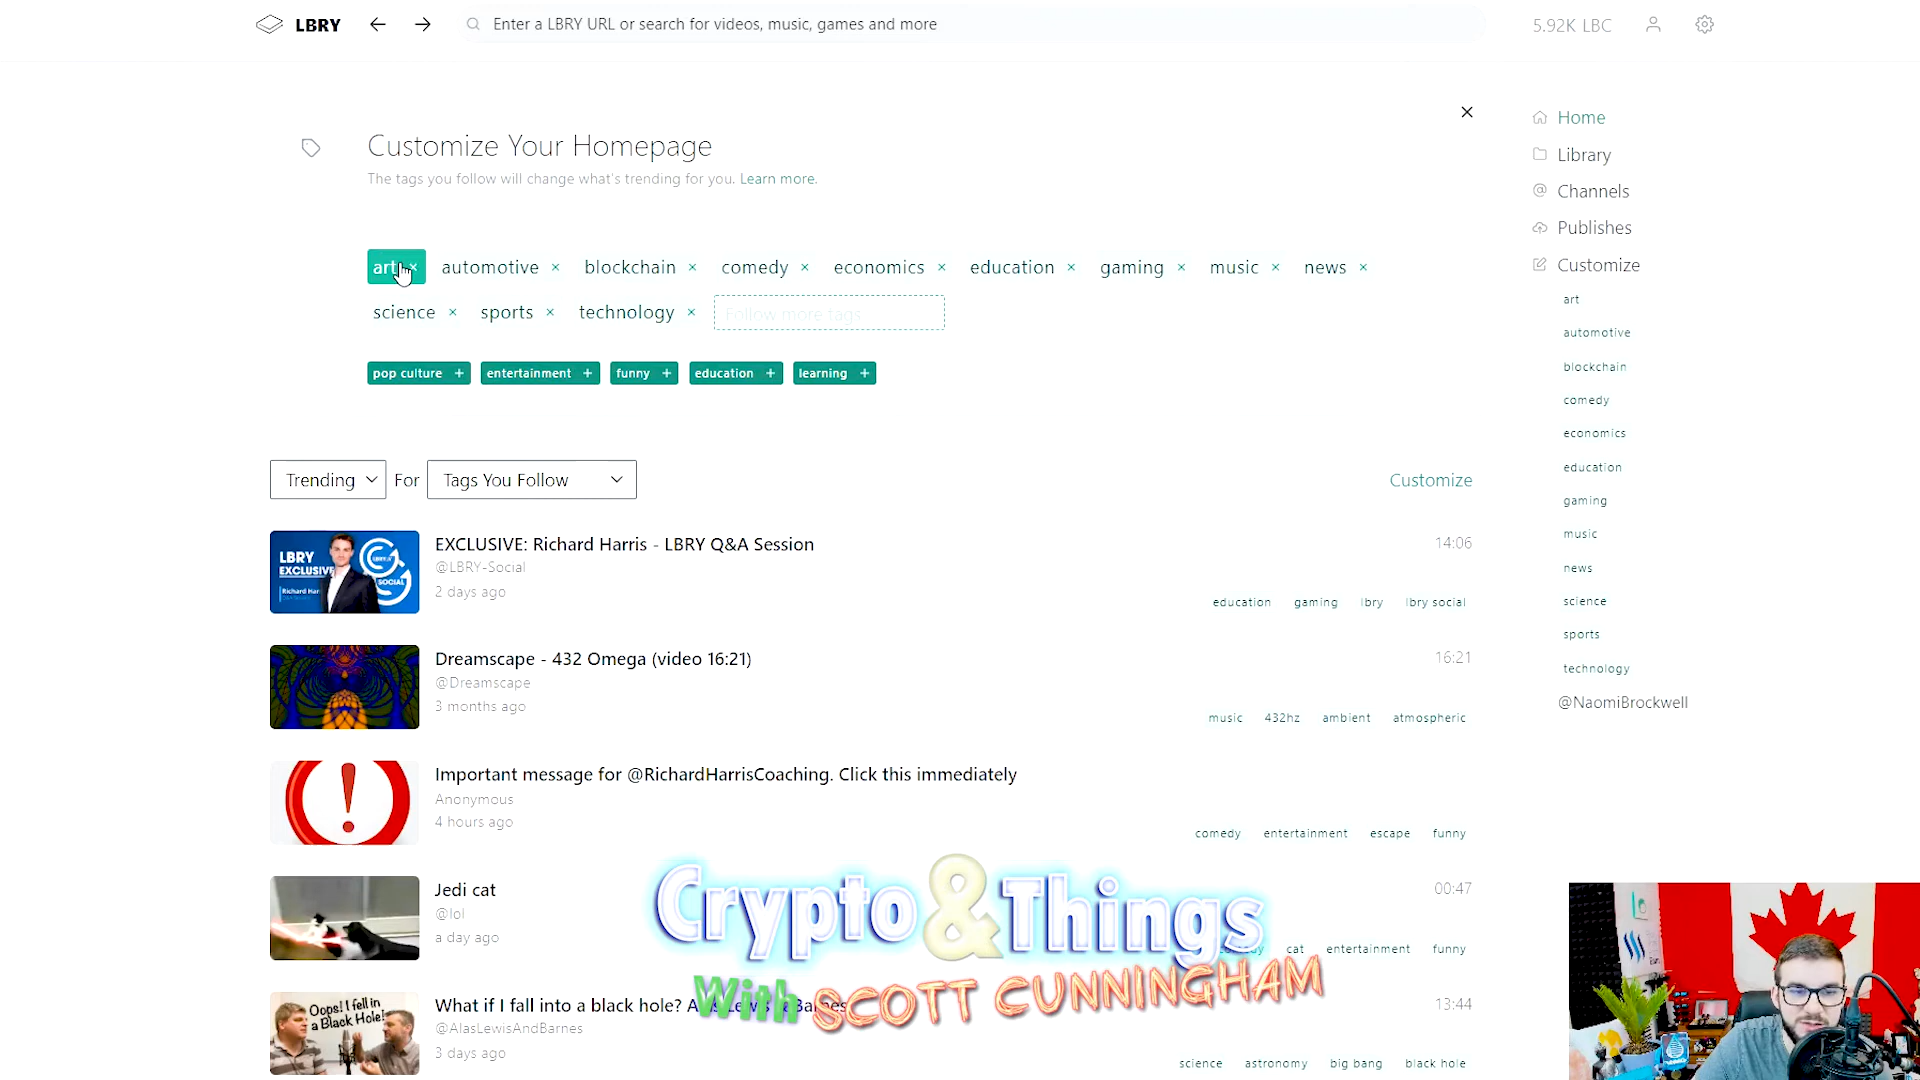 LBRY
Enter a LBRY URL or search for videos, music, games and more
5.92K LBC
Customize Your Homepage
The tags you follow will change what's trending for you. Learn more.
art × automotive × blockchain × comedy × economics × education × gaming × music × news ×
science × sports × technology × Follow more tags
pop culture + entertainment + funny + education + learning +
Trending For Tags You Follow Customize
LBRY
EXCLUSIVE
SOCIAL
EXCLUSIVE: Richard Harris - LBRY Q&A Session 14:06
@LBRY-Social
2 days ago
education gaming lbry lbry social
Dreamscape - 432 Omega (video 16:21) 16:21
@Dreamscape
3 months ago
music 432hz ambient atmospheric
Important message for @RichardHarrisCoaching. Click this immediately
Anonymous
4 hours ago
comedy entertainment escape funny
Jedi cat 00:47
@lol
a day ago
cat entertainment funny
Oops! I fell in
a Black Hole!
What if I fall into a black hole? 13:44
@AlasLewisAndBarnes
3 days ago
science astronomy big bang black hole
Crypto & Things
With SCOTT CUNNINGHAM
Home
Library
Channels
Publishes
Customize
art
automotive
blockchain
comedy
economics
education
gaming
music
news
science
sports
technology
@NaomiBrockwell